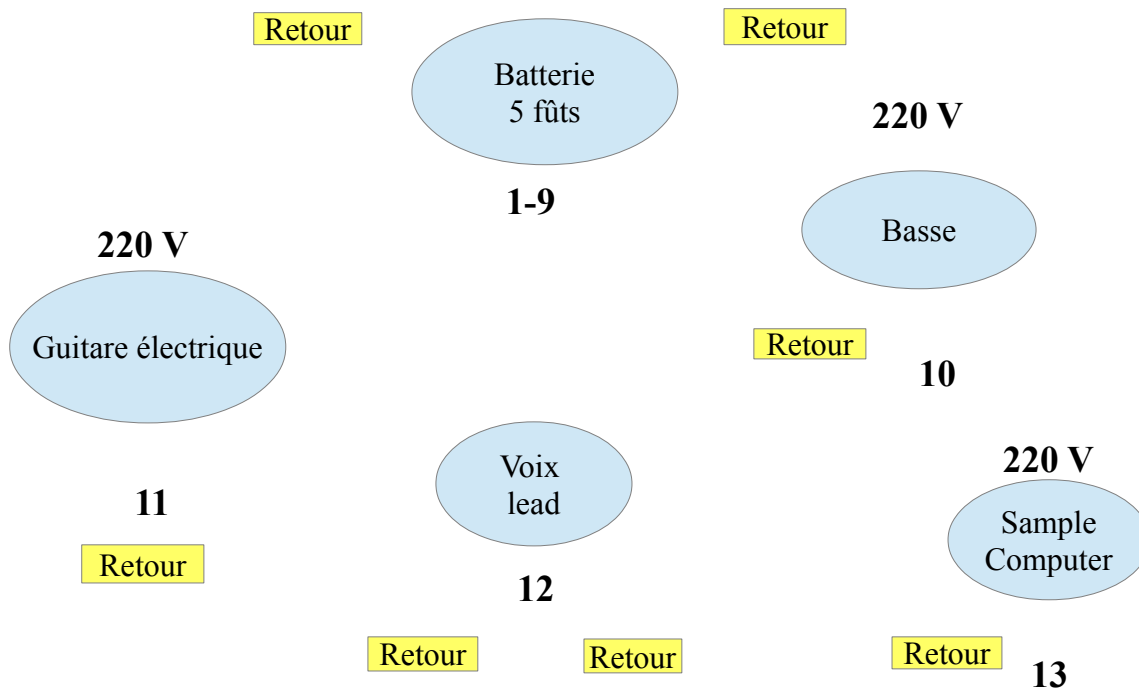 Retour
Retour
Batterie
5 fûts
220 V
1-9
Basse
220 V
Guitare électrique
Retour
10
Voix
lead
220 V
11
Sample
Computer
Retour
12
Retour
Retour
Retour
13